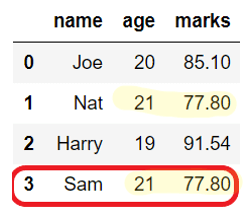 name age marks
0 Joe 20 85.10
1 Nat 21 77.80
2 Harry 19 91.54
3 Sam 21 77.80